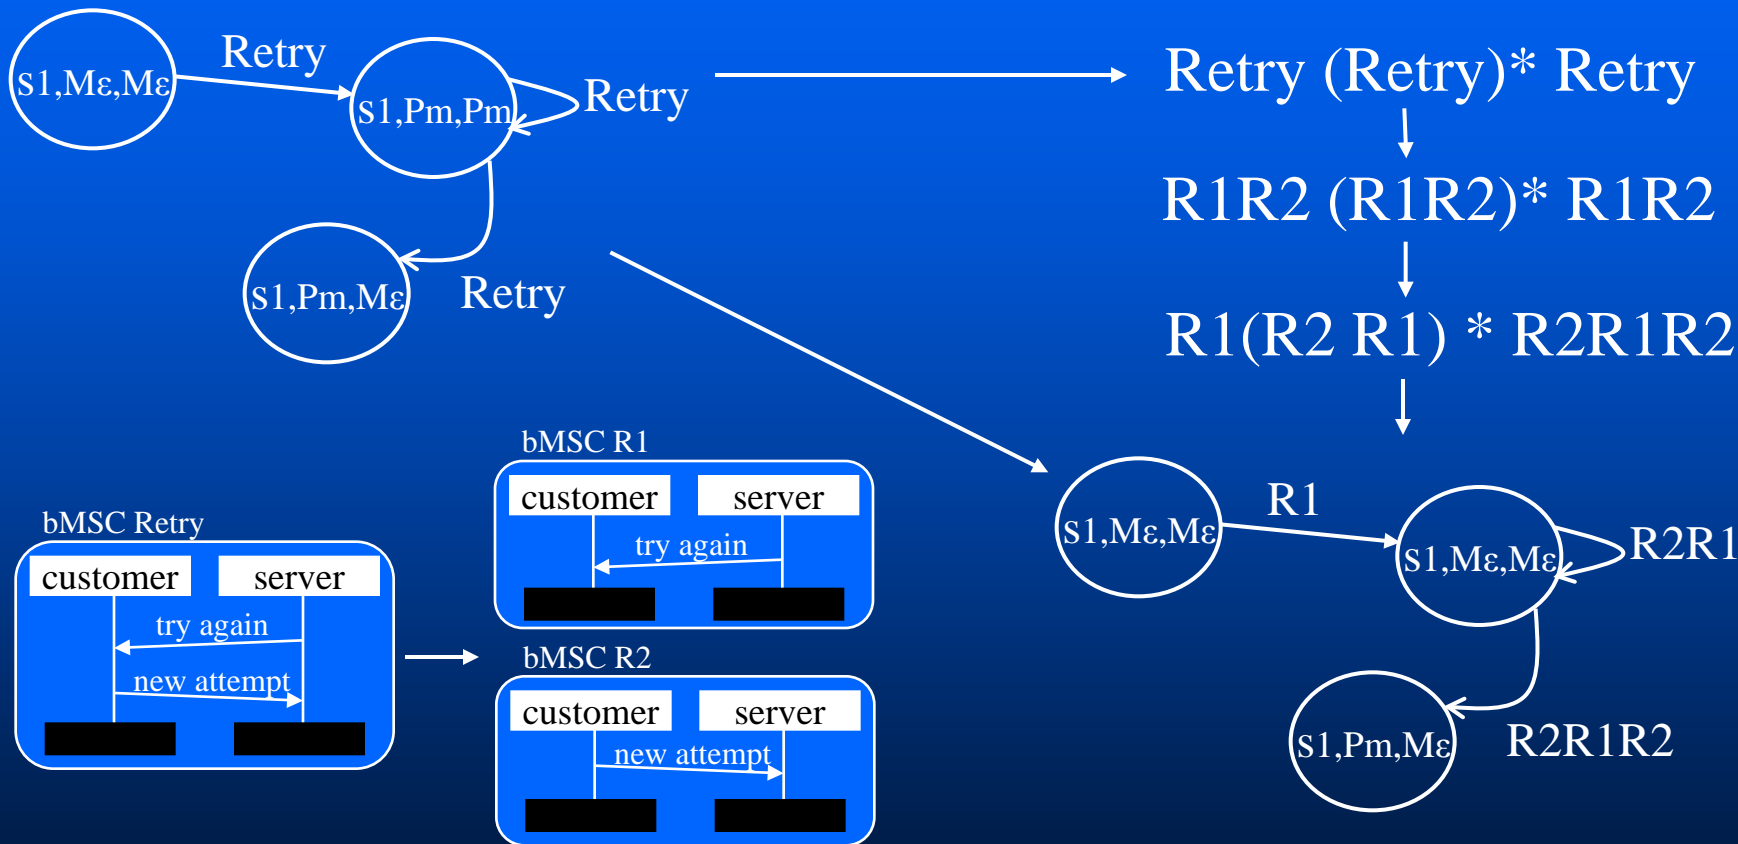 S1,Mε,Mε
Retry
S1,Pm,Pm
Retry
S1,Pm,Mε
Retry
Retry (Retry)* Retry
R1R2 (R1R2)* R1R2
R1(R2 R1) * R2R1R2
bMSC Retry
customer server
try again
new attempt
bMSC R1
customer server
try again
bMSC R2
customer server
new attempt
S1,Mε,Mε
R1
S1,Mε,Mε
R2R1
S1,Pm,Mε
R2R1R2